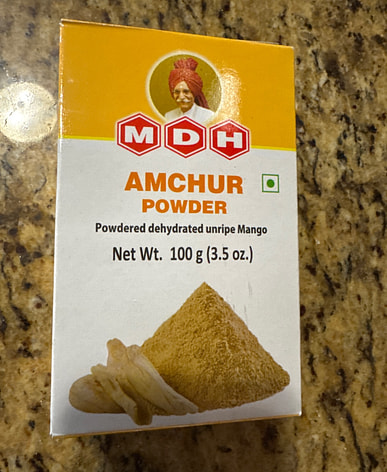 MDH
AMCHUR
POWDER
Powdered dehydrated unripe Mango
Net Wt. 100 g (3.5 oz.)